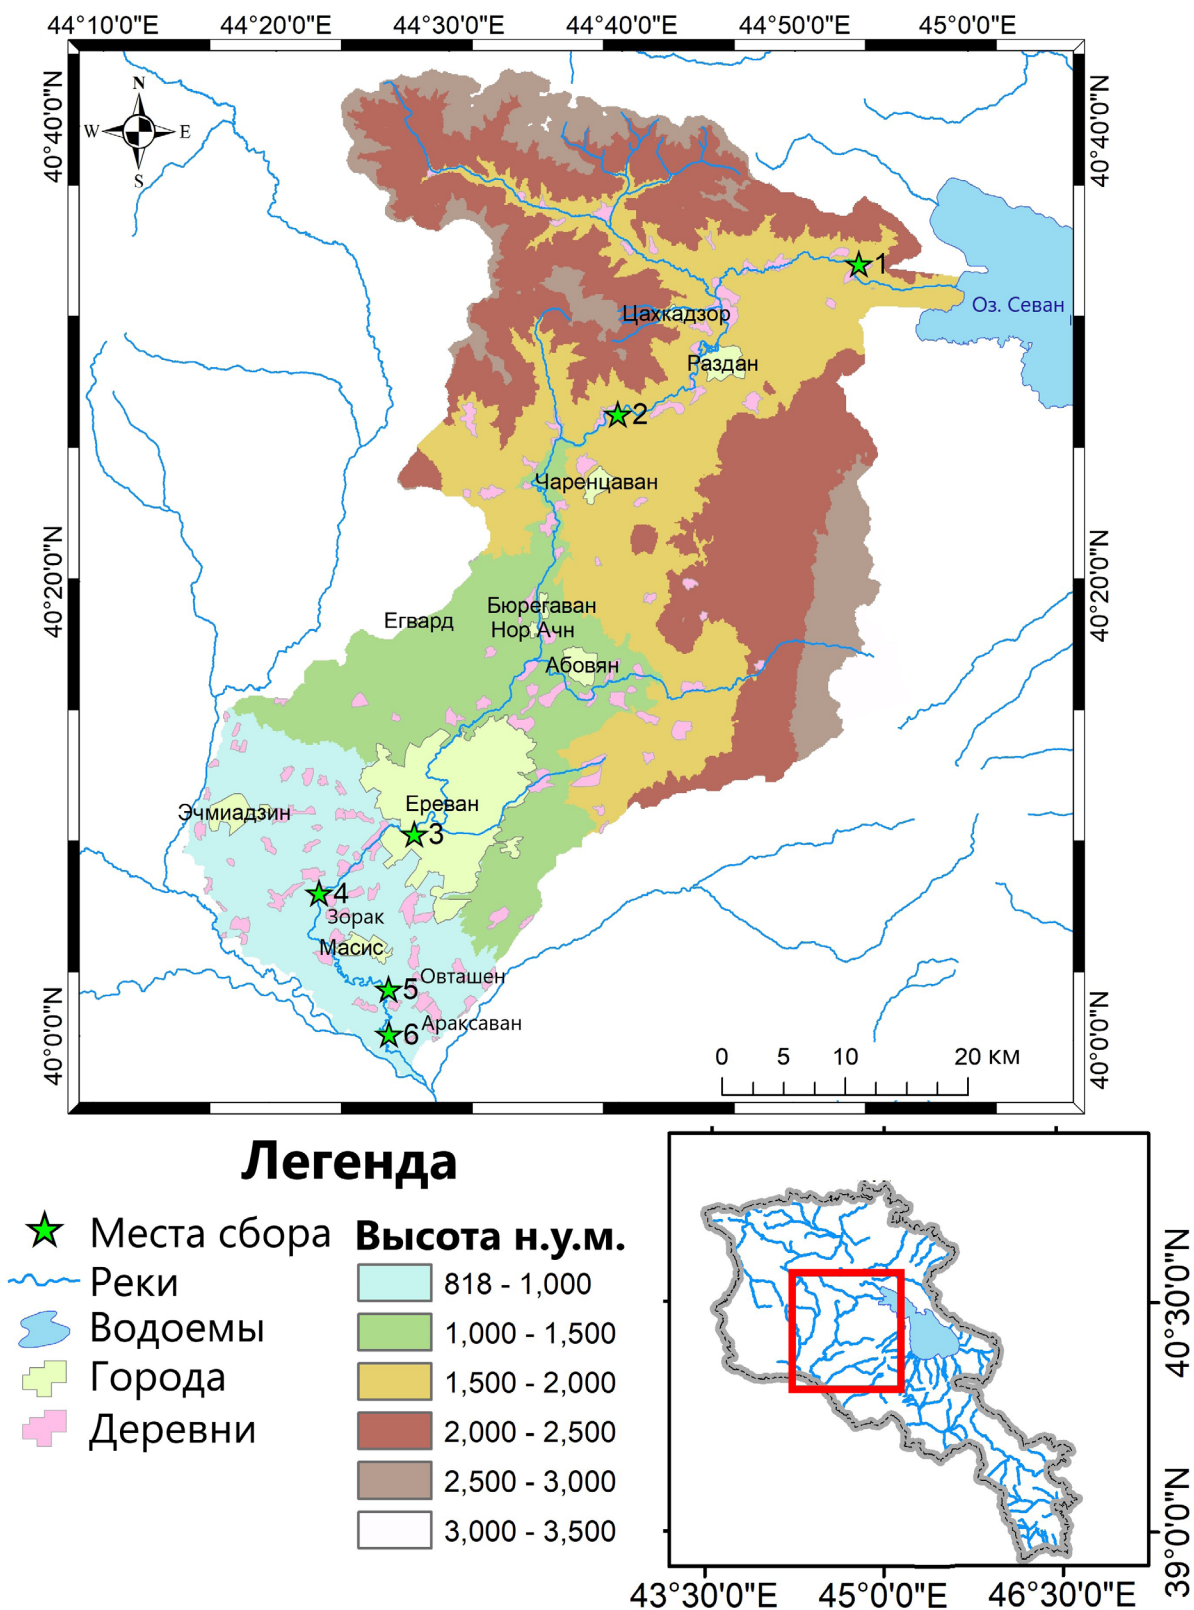 44°10'0"E 44°20'0"E 44°30'0"E 44°40'0"E 44°50'0"E 45°0'0"E
40°40'0"N
40°40'0"N
N
W
E
S
1
Оз. Севан
Цахкадзор
Раздан
2
Чаренцаван
40°20'0"N
40°20'0"N
Бюрегаван
Егвард
Нор Ачн
Абовян
Эчмиадзин
Ереван
3
4
Зорак
Масис
5
Овташен
6
Араксаван
40°0'0"N
40°0'0"N
0 5 10 20 КМ
Легенда
Места сбора
Реки
Водоемы
Города
Деревни
Высота н.у.м.
818 - 1,000
1,000 - 1,500
1,500 - 2,000
2,000 - 2,500
2,500 - 3,000
3,000 - 3,500
40°30'0"N
39°0'0"N
43°30'0"E 45°0'0"E 46°30'0"E